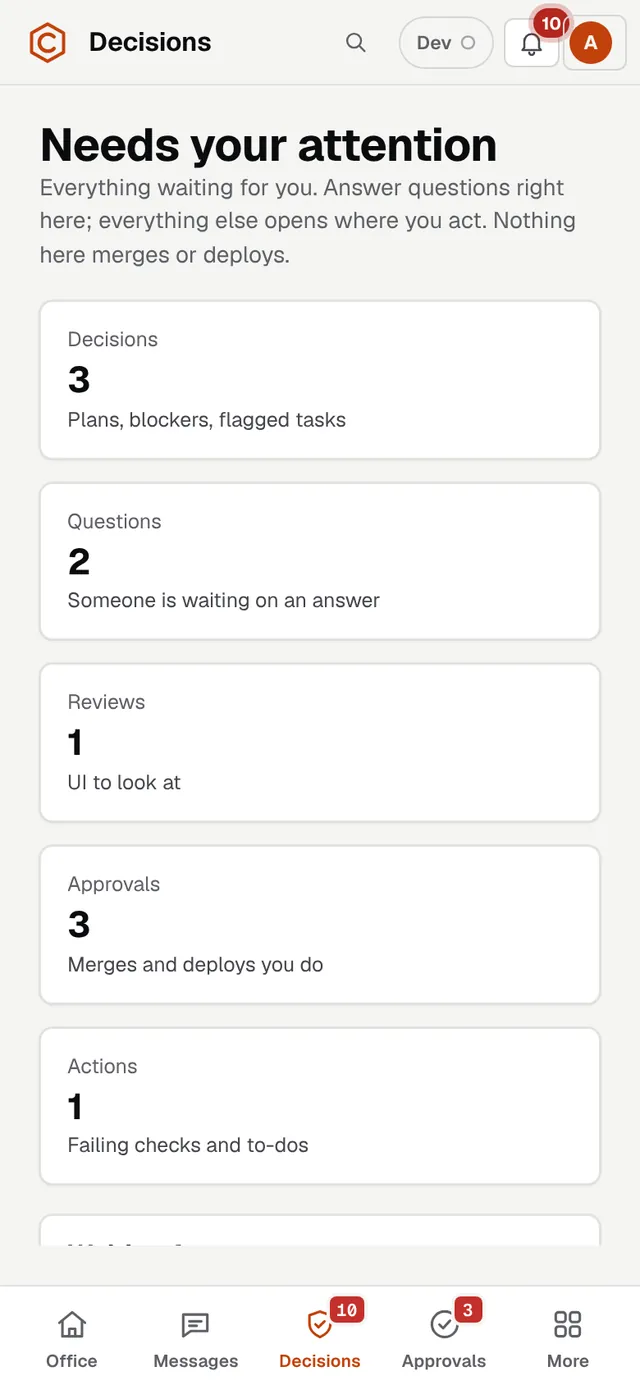 Decisions
Dev
10
A
Needs your attention
Everything waiting for you. Answer questions right
here; everything else opens where you act. Nothing
here merges or deploys.
Decisions
3
Plans, blockers, flagged tasks
Questions
2
Someone is waiting on an answer
Reviews
1
UI to look at
Approvals
3
Merges and deploys you do
Actions
1
Failing checks and to-dos
10
3
Office
Messages
Decisions
Approvals
More